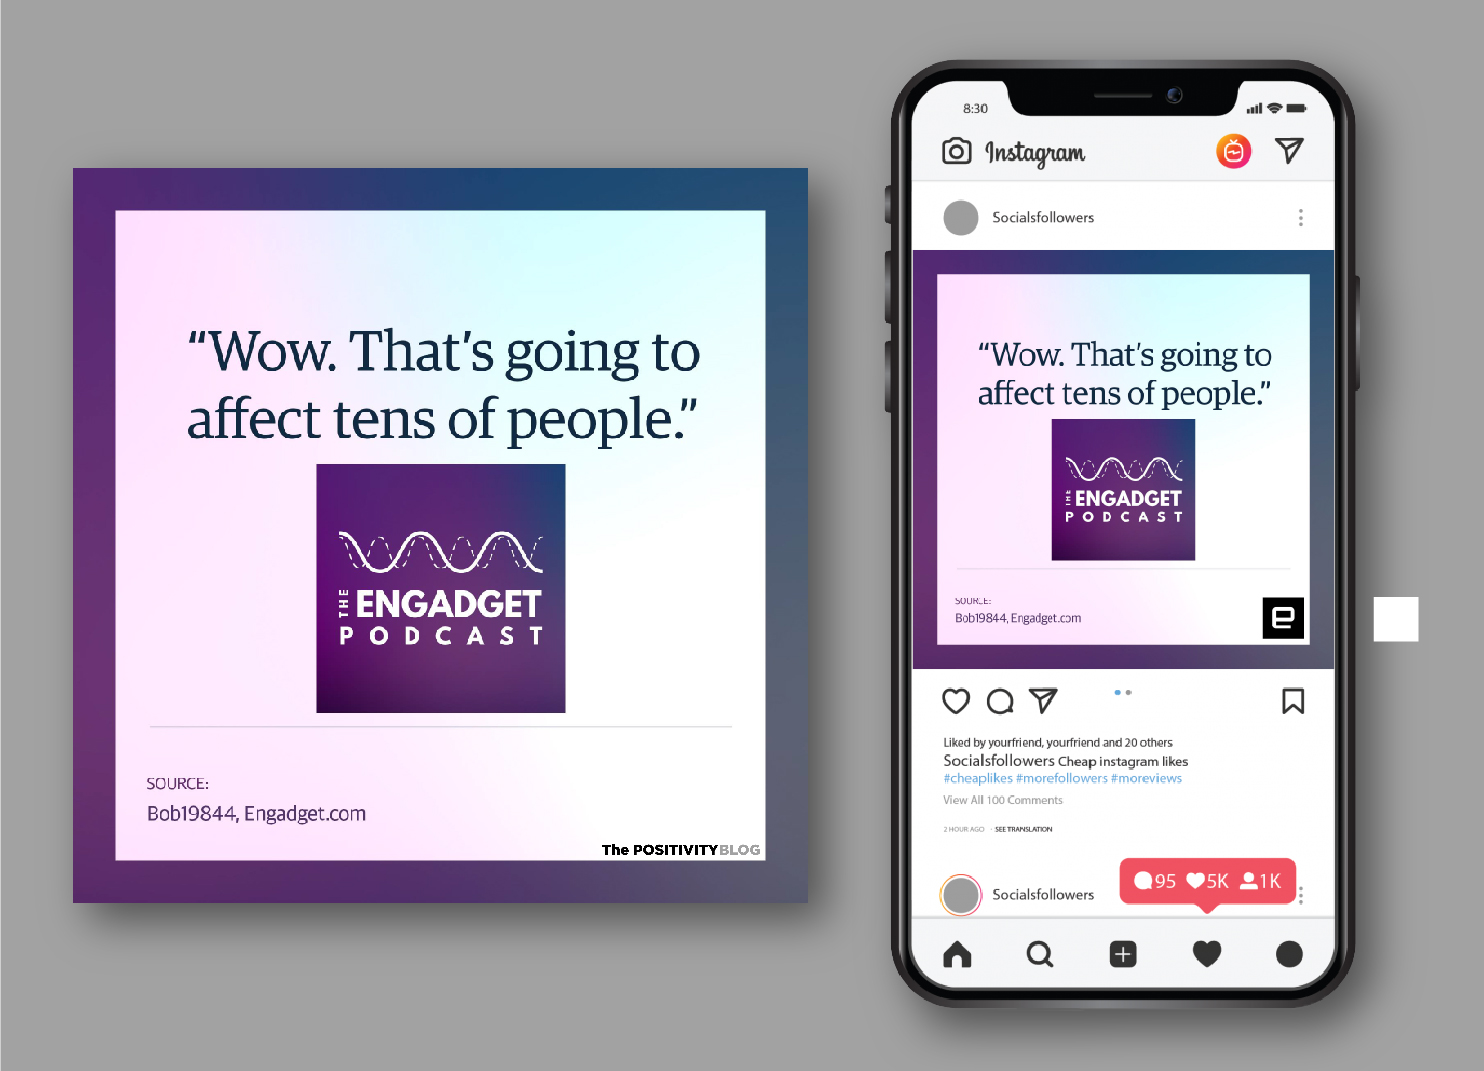 “Wow. That’s going to
affect tens of people.”
THE
ENGADGET
PODCAST
SOURCE:
Bob19844, Engadget.com
The POSITIVITYBLOG
8:30
Instagram
Socialsfollowers
“Wow. That’s going to
affect tens of people.”
THE
ENGADGET
PODCAST
SOURCE:
Bob19844, Engadget.com
e
Liked by yourfriend, yourfriend and 20 others
Socialsfollowers Cheap instagram likes
#cheaplikes #morefollowers #moreviews
View All 100 Comments
2 HOUR AGO · SEE TRANSLATION
Socialsfollowers
95 5K 1K